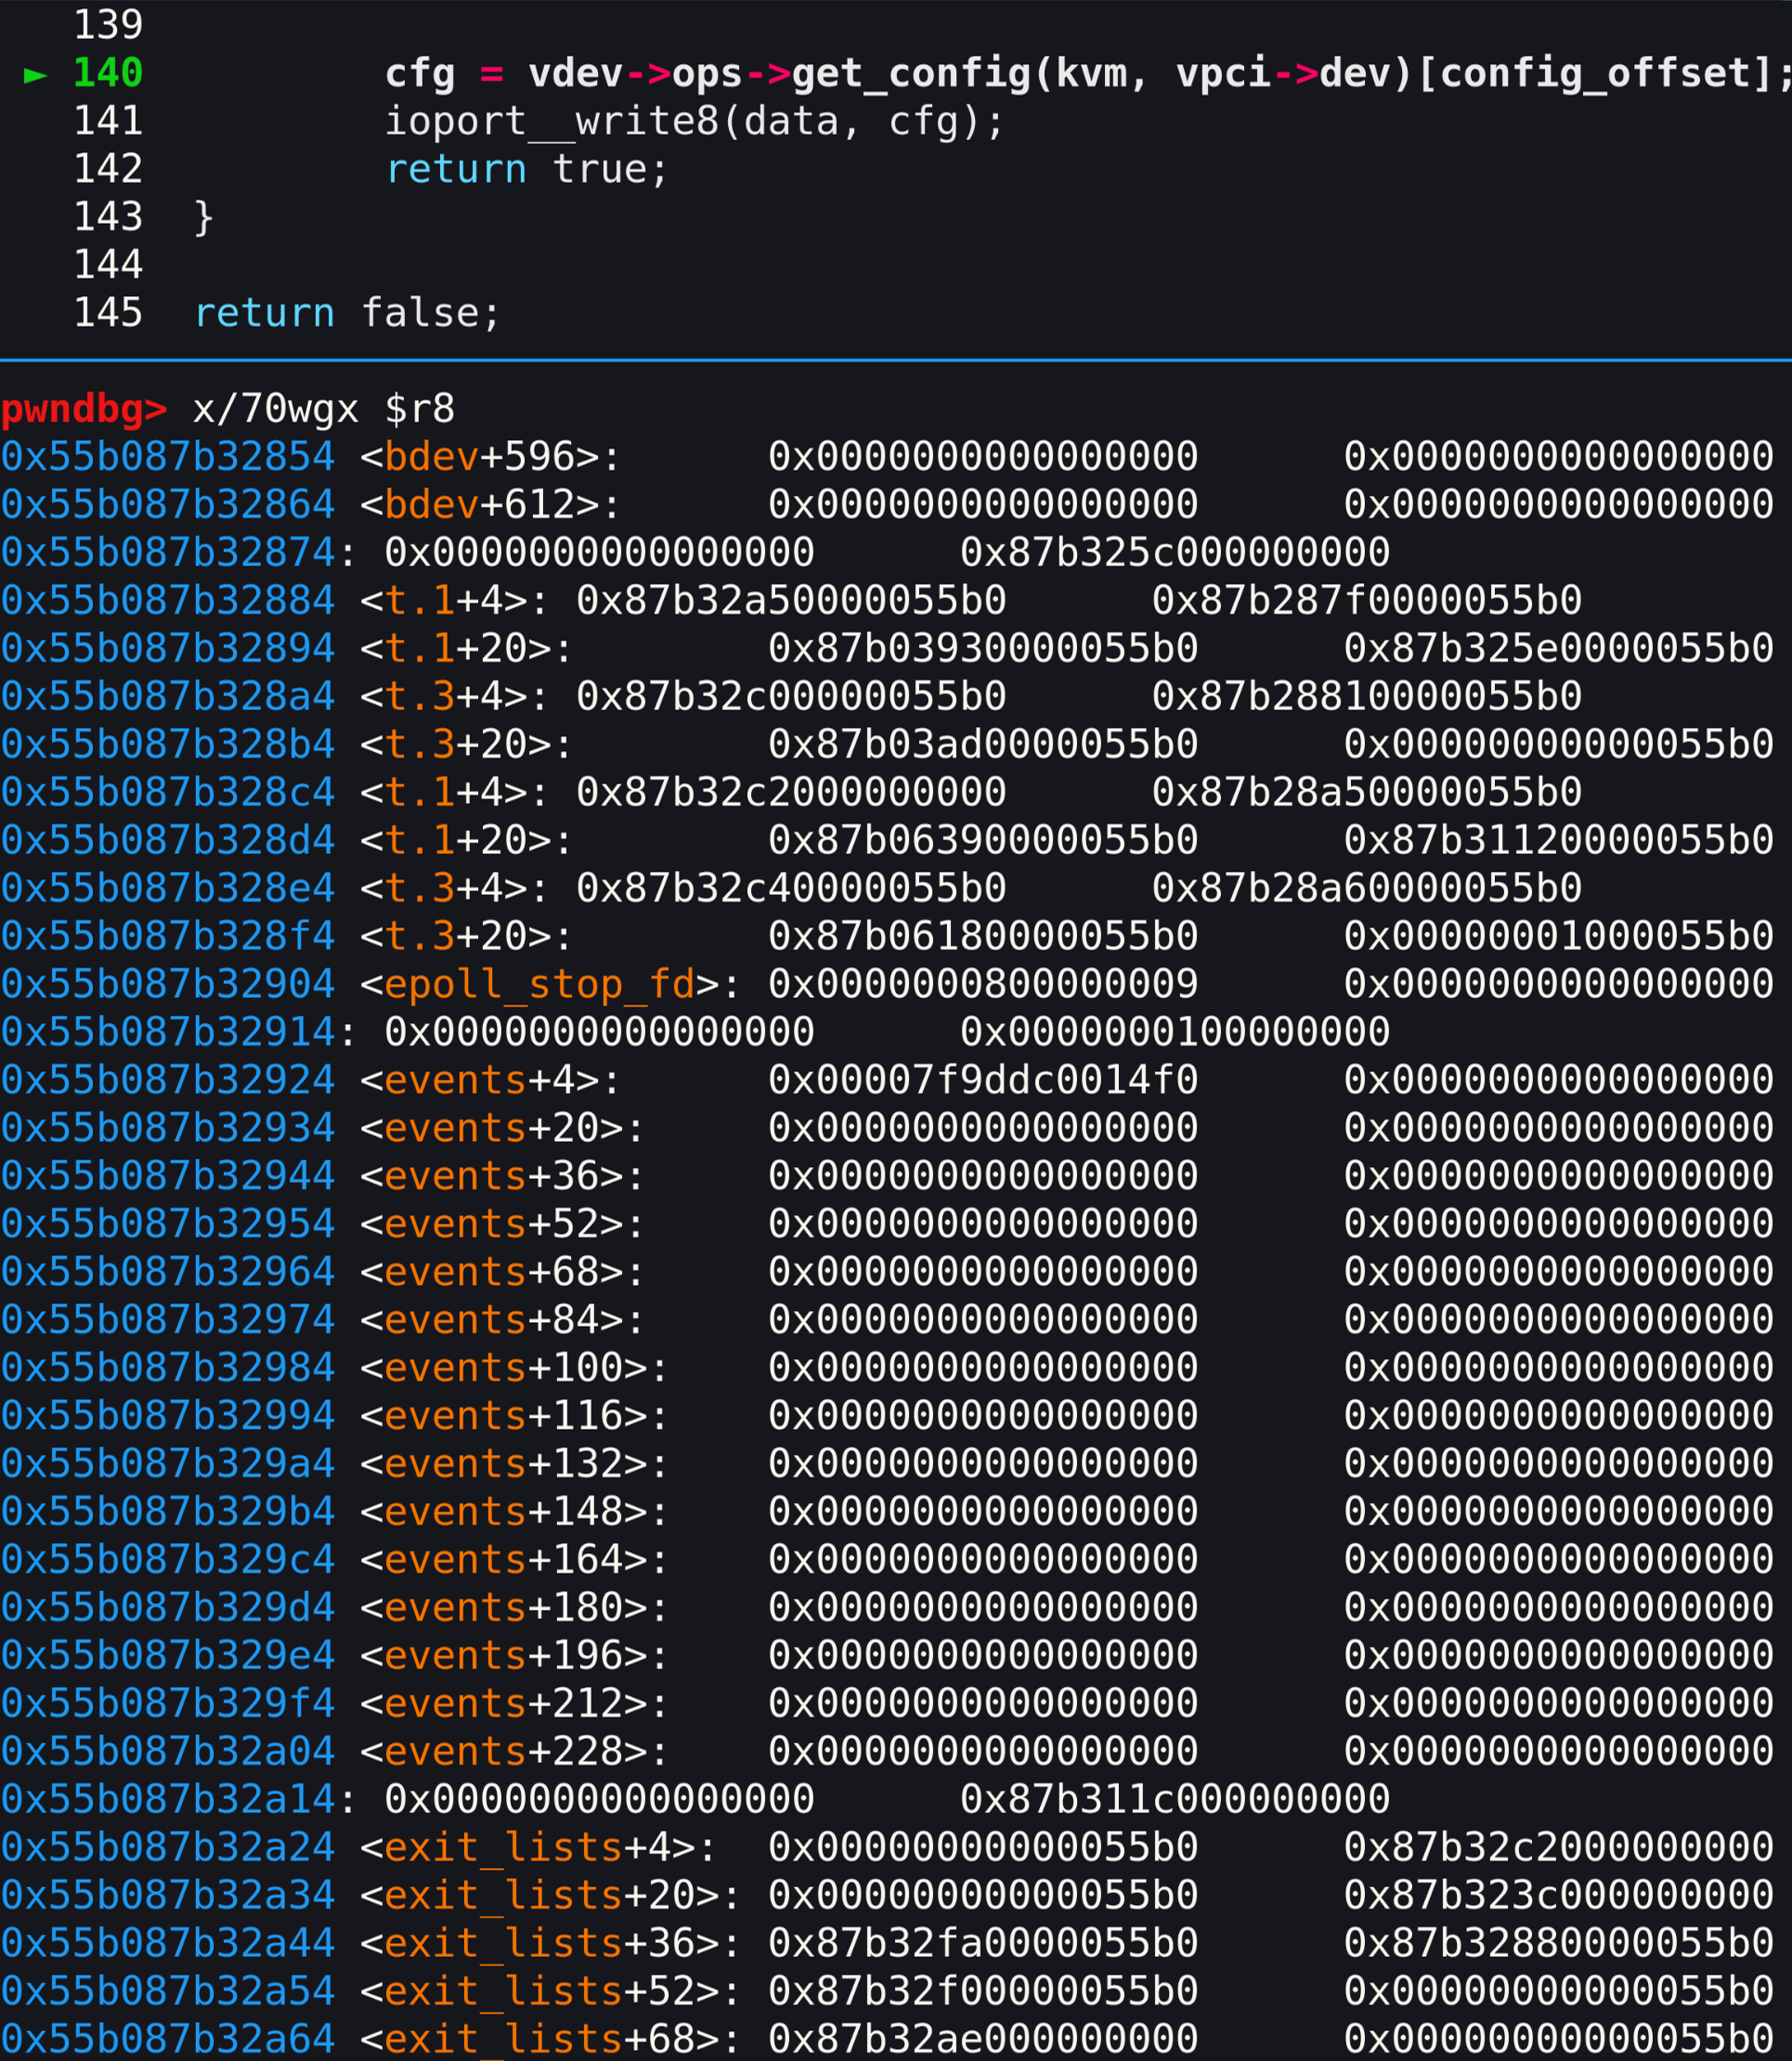 139
► 140 cfg = vdev->ops->get_config(kvm, vpci->dev)[config_offset];
141 ioport__write8(data, cfg);
142 return true;
143 }
144
145 return false;
pwndbg> x/70wgx $r8
0x55b087b32854 <bdev+596>: 0x0000000000000000 0x0000000000000000
0x55b087b32864 <bdev+612>: 0x0000000000000000 0x0000000000000000
0x55b087b32874: 0x0000000000000000 0x87b325c000000000
0x55b087b32884 <t.1+4>: 0x87b32a50000055b0 0x87b287f0000055b0
0x55b087b32894 <t.1+20>: 0x87b03930000055b0 0x87b325e0000055b0
0x55b087b328a4 <t.3+4>: 0x87b32c00000055b0 0x87b28810000055b0
0x55b087b328b4 <t.3+20>: 0x87b03ad0000055b0 0x00000000000055b0
0x55b087b328c4 <t.1+4>: 0x87b32c2000000000 0x87b28a50000055b0
0x55b087b328d4 <t.1+20>: 0x87b06390000055b0 0x87b31120000055b0
0x55b087b328e4 <t.3+4>: 0x87b32c40000055b0 0x87b28a60000055b0
0x55b087b328f4 <t.3+20>: 0x87b06180000055b0 0x00000001000055b0
0x55b087b32904 <epoll_stop_fd>: 0x0000000800000009 0x0000000000000000
0x55b087b32914: 0x0000000000000000 0x0000000100000000
0x55b087b32924 <events+4>: 0x00007f9ddc0014f0 0x0000000000000000
0x55b087b32934 <events+20>: 0x0000000000000000 0x0000000000000000
0x55b087b32944 <events+36>: 0x0000000000000000 0x0000000000000000
0x55b087b32954 <events+52>: 0x0000000000000000 0x0000000000000000
0x55b087b32964 <events+68>: 0x0000000000000000 0x0000000000000000
0x55b087b32974 <events+84>: 0x0000000000000000 0x0000000000000000
0x55b087b32984 <events+100>: 0x0000000000000000 0x0000000000000000
0x55b087b32994 <events+116>: 0x0000000000000000 0x0000000000000000
0x55b087b329a4 <events+132>: 0x0000000000000000 0x0000000000000000
0x55b087b329b4 <events+148>: 0x0000000000000000 0x0000000000000000
0x55b087b329c4 <events+164>: 0x0000000000000000 0x0000000000000000
0x55b087b329d4 <events+180>: 0x0000000000000000 0x0000000000000000
0x55b087b329e4 <events+196>: 0x0000000000000000 0x0000000000000000
0x55b087b329f4 <events+212>: 0x0000000000000000 0x0000000000000000
0x55b087b32a04 <events+228>: 0x0000000000000000 0x0000000000000000
0x55b087b32a14: 0x0000000000000000 0x87b311c000000000
0x55b087b32a24 <exit_lists+4>: 0x00000000000055b0 0x87b32c2000000000
0x55b087b32a34 <exit_lists+20>: 0x00000000000055b0 0x87b323c000000000
0x55b087b32a44 <exit_lists+36>: 0x87b32fa0000055b0 0x87b32880000055b0
0x55b087b32a54 <exit_lists+52>: 0x87b32f00000055b0 0x00000000000055b0
0x55b087b32a64 <exit_lists+68>: 0x87b32ae000000000 0x00000000000055b0